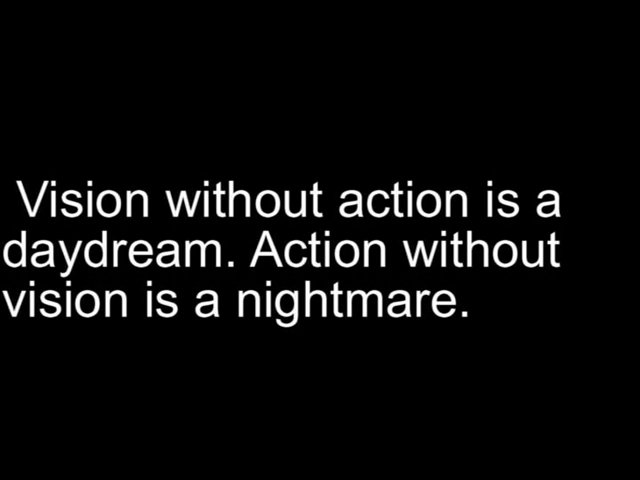 Vision without action is a
daydream. Action without
vision is a nightmare.